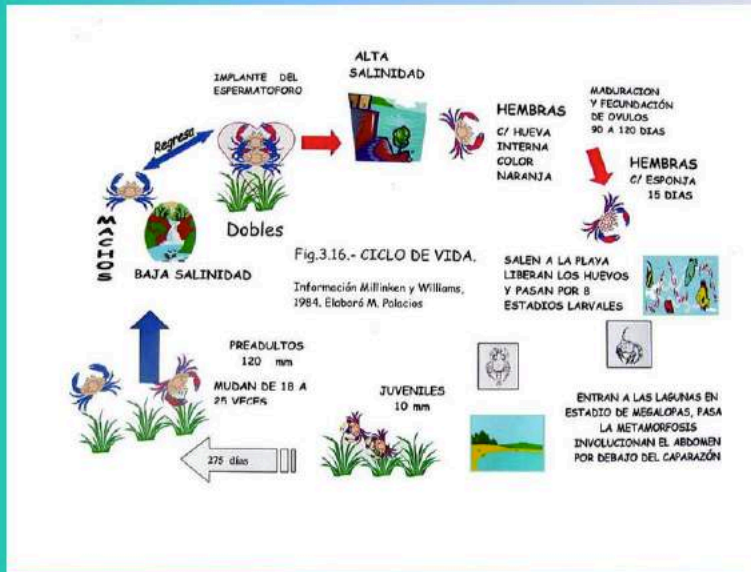 IMPLANTE DEL
ESPERMATOFORO
ALTA
SALINIDAD
HEMBRAS
C/ HUEVA
INTERNA
COLOR
NARANJA
MADURACION
Y FECUNDACIÓN
DE OVULOS
90 A 120 DIAS
HEMBRAS
C/ ESPONJA
15 DIAS
Regresa
MACHOS
Dobles
BAJA SALINIDAD
Fig.3.16.- CICLO DE VIDA.
Información Millinken y Williams,
1984. Elaboró M. Palacios
SALEN A LA PLAYA
LIBERAN LOS HUEVOS
Y PASAN POR 8
ESTADIOS LARVALES
PREADULTOS
120 mm
MUDAN DE 18 A
25 VECES
JUVENILES
10 mm
ENTRAN A LAS LAGUNAS EN
ESTADIO DE MEGALOPAS, PASA
LA METAMORFOSIS
INVOLUCIONAN EL ABDOMEN
POR DEBAJO DEL CAPARAZÓN
275 días